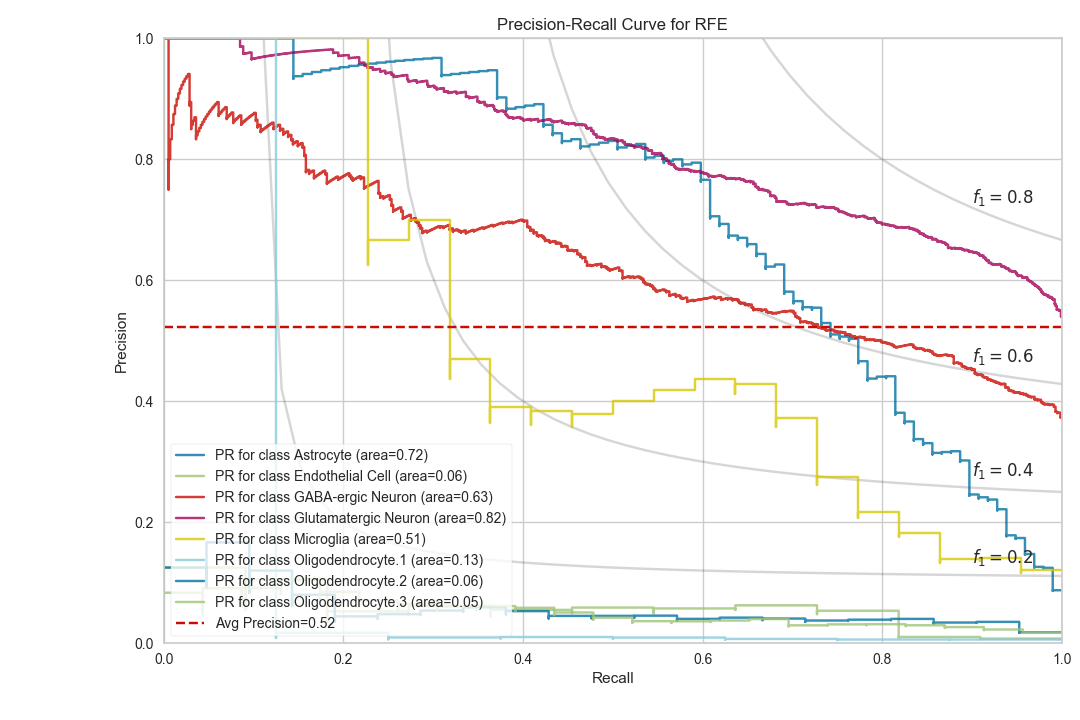 Precision-Recall Curve for RFE
1.0
0.8
0.6
0.4
0.2
0.0
Precision
f1 = 0.8
f1 = 0.6
f1 = 0.4
f1 = 0.2
PR for class Astrocyte (area=0.72)
PR for class Endothelial Cell (area=0.06)
PR for class GABA-ergic Neuron (area=0.63)
PR for class Glutamatergic Neuron (area=0.82)
PR for class Microglia (area=0.51)
PR for class Oligodendrocyte.1 (area=0.13)
PR for class Oligodendrocyte.2 (area=0.06)
PR for class Oligodendrocyte.3 (area=0.05)
Avg Precision=0.52
0.0 0.2 0.4 0.6 0.8 1.0
Recall